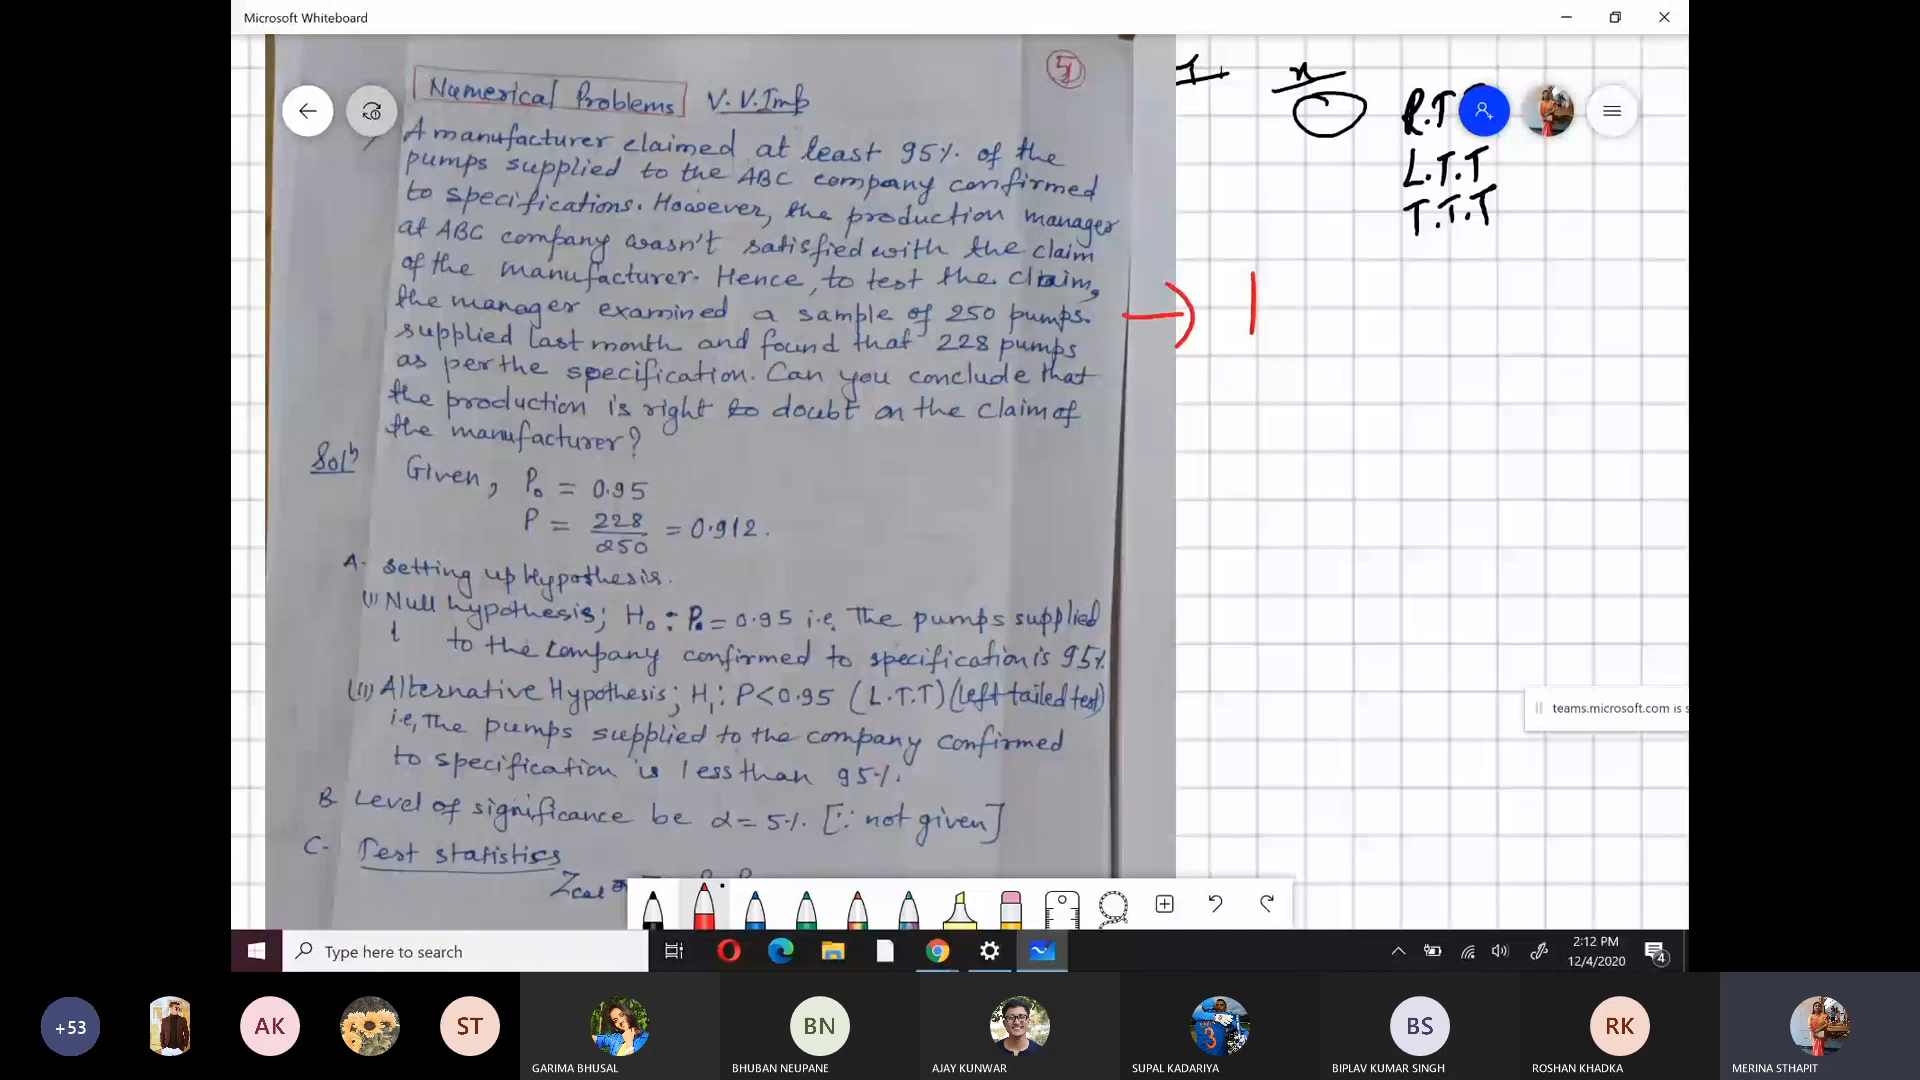 Microsoft Whiteboard
5
Numerical Problems V.V.Imp
A manufacturer claimed at least 95% of the
pumps supplied to the ABC company confirmed
to specifications. However, the production manager
at ABC company wasn't satisfied with the claim
of the manufacturer. Hence, to test the claim,
the manager examined a sample of 250 pumps.
supplied last month and found that 228 pumps
as per the specification. Can you conclude that
the production is right to doubt on the claim of
the manufacturer?
Solⁿ Given, P₀ = 0.95
P = 228/250 = 0.912.
A. Setting up Hypothesis.
(i) Null hypothesis; H₀ : P = 0.95 i.e. The pumps supplied
to the company confirmed to specification is 95%
(ii) Alternative Hypothesis; H₁: P<0.95 (L.T.T) (left tailed test)
i.e, The pumps supplied to the company confirmed
to specification is less than 95%.
B. Level of significance be α = 5%. [∵ not given]
C. Test statistics
Zcal =
n
R.T
L.T.T
T.T.T
teams.microsoft.com is s
Type here to search
2:12 PM
12/4/2020
4
+53
AK
ST
BN
3
BS
RK
GARIMA BHUSAL
BHUBAN NEUPANE
AJAY KUNWAR
SUPAL KADARIYA
BIPLAV KUMAR SINGH
ROSHAN KHADKA
MERINA STHAPIT